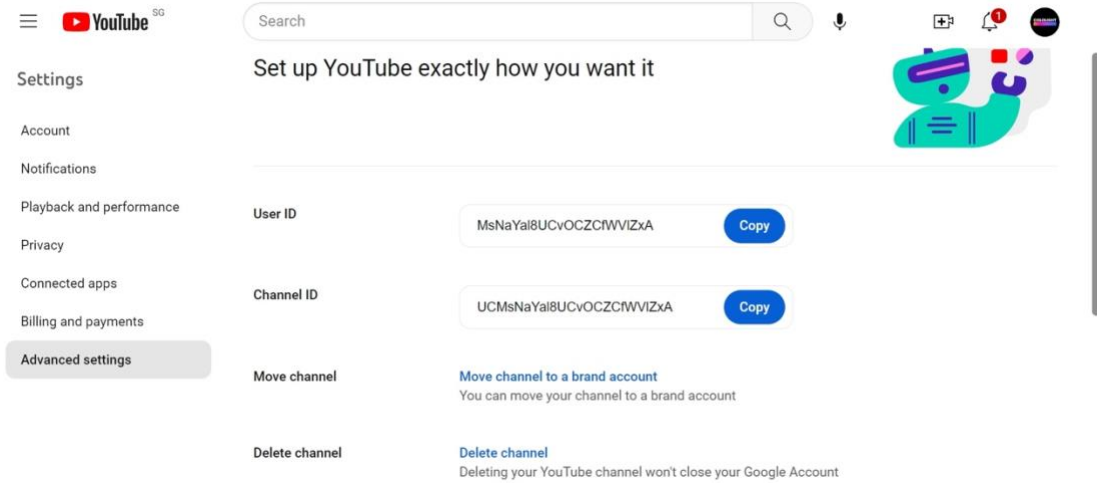 YouTube SG
Search
1
Settings
Account
Notifications
Playback and performance
Privacy
Connected apps
Billing and payments
Advanced settings
Set up YouTube exactly how you want it
User ID
MsNaYal8UCvOCZCfWVlZxA
Copy
Channel ID
UCMsNaYal8UCvOCZCfWVlZxA
Copy
Move channel
Move channel to a brand account
You can move your channel to a brand account
Delete channel
Delete channel
Deleting your YouTube channel won't close your Google Account